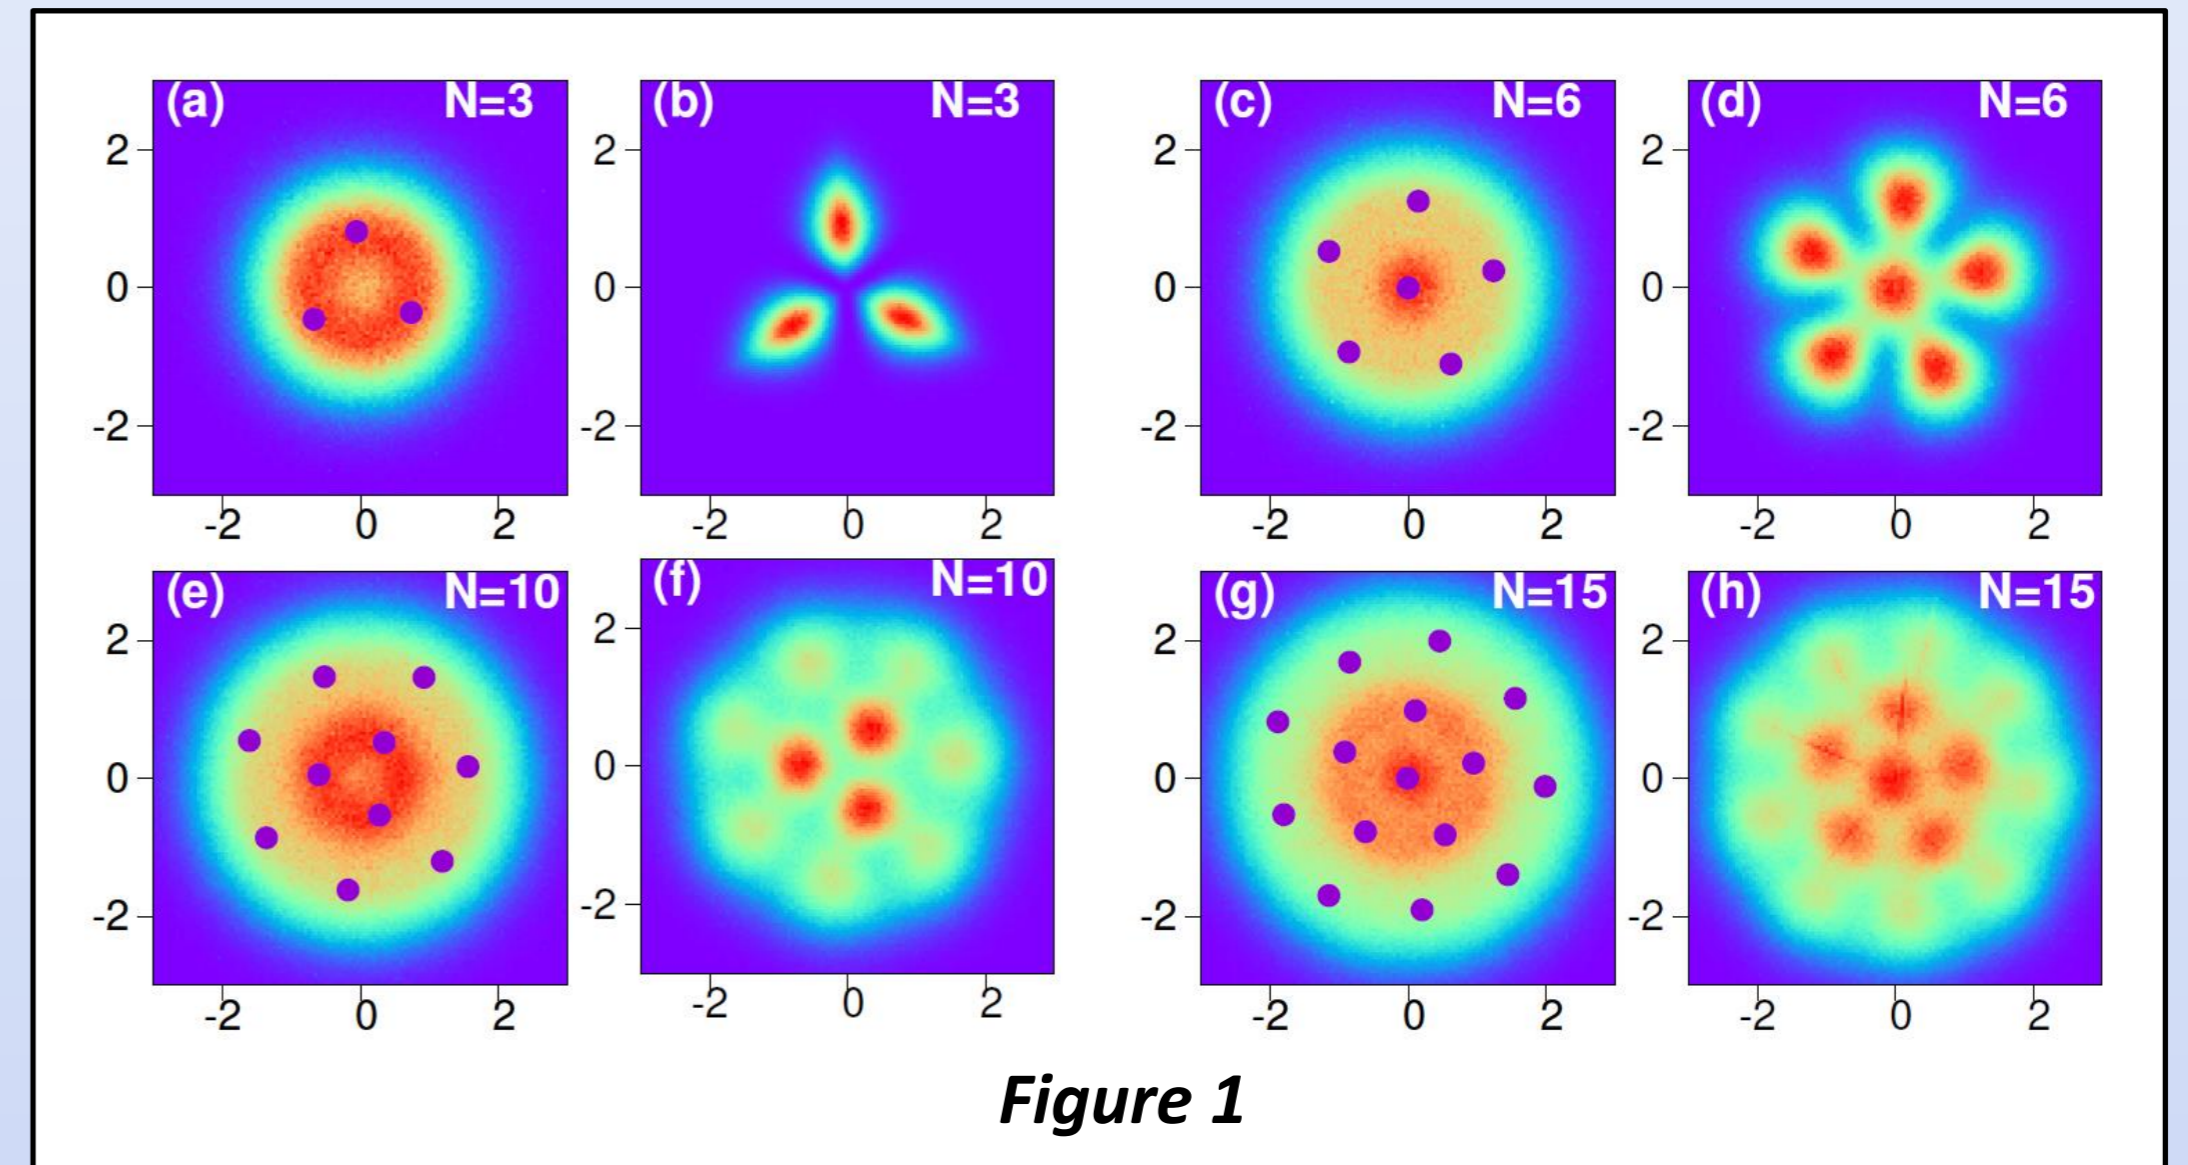 (a) N=3
(b) N=3
(c) N=6
(d) N=6
2 2 2 2
0 0 0 0
-2 -2 -2 -2
-2 0 2 -2 0 2 -2 0 2 -2 0 2
(e) N=10
(f) N=10
(g) N=15
(h) N=15
2 2 2 2
0 0 0 0
-2 -2 -2 -2
-2 0 2 -2 0 2 -2 0 2 -2 0 2
Figure 1